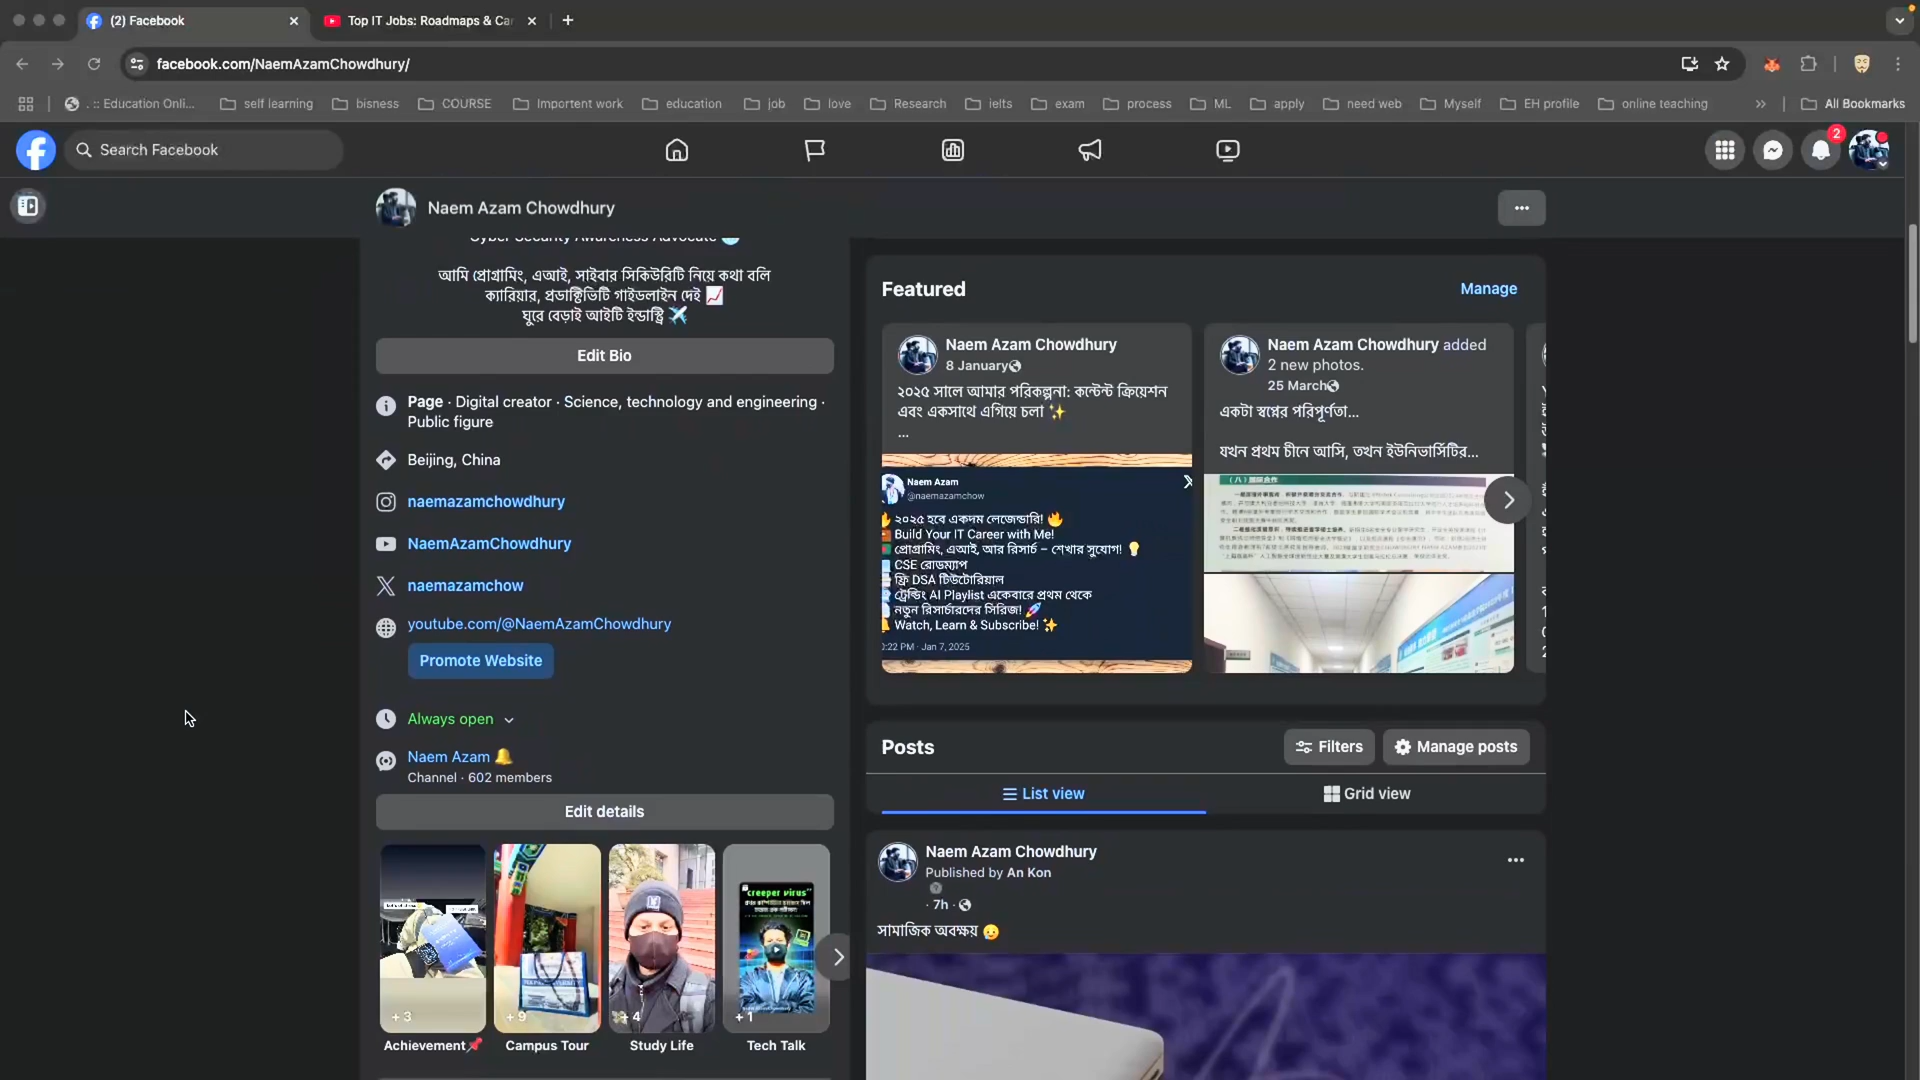 (2) Facebook
Top IT Jobs: Roadmaps & Ca
facebook.com/NaemAzamChowdhury/
. :: Education Onli...
self learning
bisness
COURSE
Importent work
education
job
love
Research
ielts
exam
process
ML
apply
need web
Myself
EH profile
online teaching
All Bookmarks
Search Facebook
2
Naem Azam Chowdhury
Cyber Security Awareness Advocate
আমি প্রোগ্রামিং, এআই, সাইবার সিকিউরিটি নিয়ে কথা বলি
ক্যারিয়ার, প্রডাক্টিভিটি গাইডলাইন দেই 📈
ঘুরে বেড়াই আইটি ইন্ডাস্ট্রি ✈️
Edit Bio
Page · Digital creator · Science, technology and engineering ·
Public figure
Beijing, China
naemazamchowdhury
NaemAzamChowdhury
naemazamchow
youtube.com/@NaemAzamChowdhury
Promote Website
Always open
Naem Azam 🔔
Channel · 602 members
Edit details
"creeper virus"
+ 3
+ 9
+ 4
+ 1
Achievement📌
Campus Tour
Study Life
Tech Talk
Featured
Manage
Naem Azam Chowdhury
8 January
২০২৫ সালে আমার পরিকল্পনা: কন্টেন্ট ক্রিয়েশন
এবং একসাথে এগিয়ে চলা ✨
...
Naem Azam
@naemazamchow
🔥 ২০২৫ হবে একদম লেজেন্ডারি! 🔥
Build Your IT Career with Me!
প্রোগ্রামিং, এআই, আর রিসার্চ – শেখার সুযোগ! 💡
CSE রোডম্যাপ
ফ্রি DSA টিউটোরিয়াল
ট্রেন্ডিং AI Playlist একেবারে প্রথম থেকে
নতুন রিসার্চারদের সিরিজ! 🚀
Watch, Learn & Subscribe! ✨
:22 PM · Jan 7, 2025
Naem Azam Chowdhury added
2 new photos.
25 March
একটা স্বপ্নের পরিপূর্ণতা...
যখন প্রথম চীনে আসি, তখন ইউনিভার্সিটির...
Posts
Filters
Manage posts
List view
Grid view
Naem Azam Chowdhury
Published by An Kon
· 7h ·
সামাজিক অবক্ষয় 😥